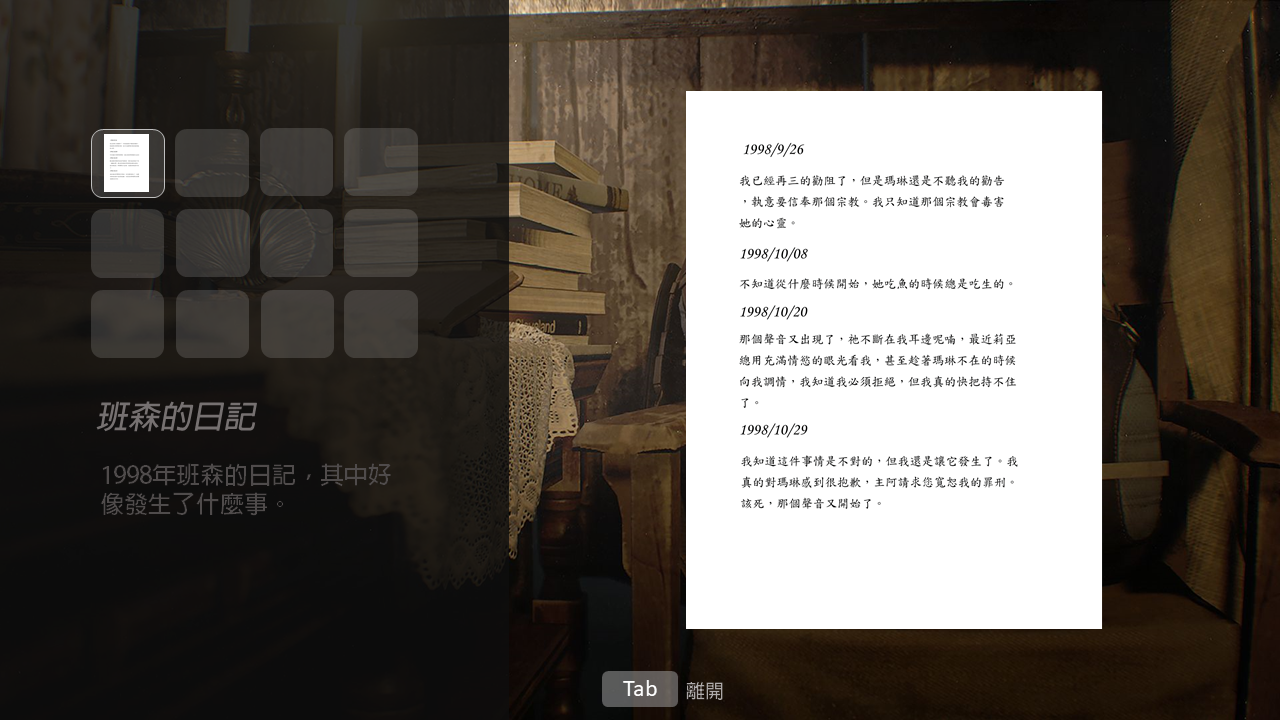 班森的日記
1998年班森的日記，其中好
像發生了什麼事。
1998/9/26
我已經再三的勸阻了，但是瑪琳還是不聽我的勸告
，執意要信奉那個宗教。我只知道那個宗教會毒害
她的心靈。
1998/10/08
不知道從什麼時候開始，她吃魚的時候總是吃生的。
1998/10/20
那個聲音又出現了，祂不斷在我耳邊呢喃，最近莉亞
總用充滿情慾的眼光看我，甚至趁著瑪琳不在的時候
向我調情，我知道我必須拒絕，但我真的快把持不住
了。
1998/10/29
我知道這件事情是不對的，但我還是讓它發生了。我
真的對瑪琳感到很抱歉，主阿請求您寬恕我的罪刑。
該死，那個聲音又開始了。
Tab 離開